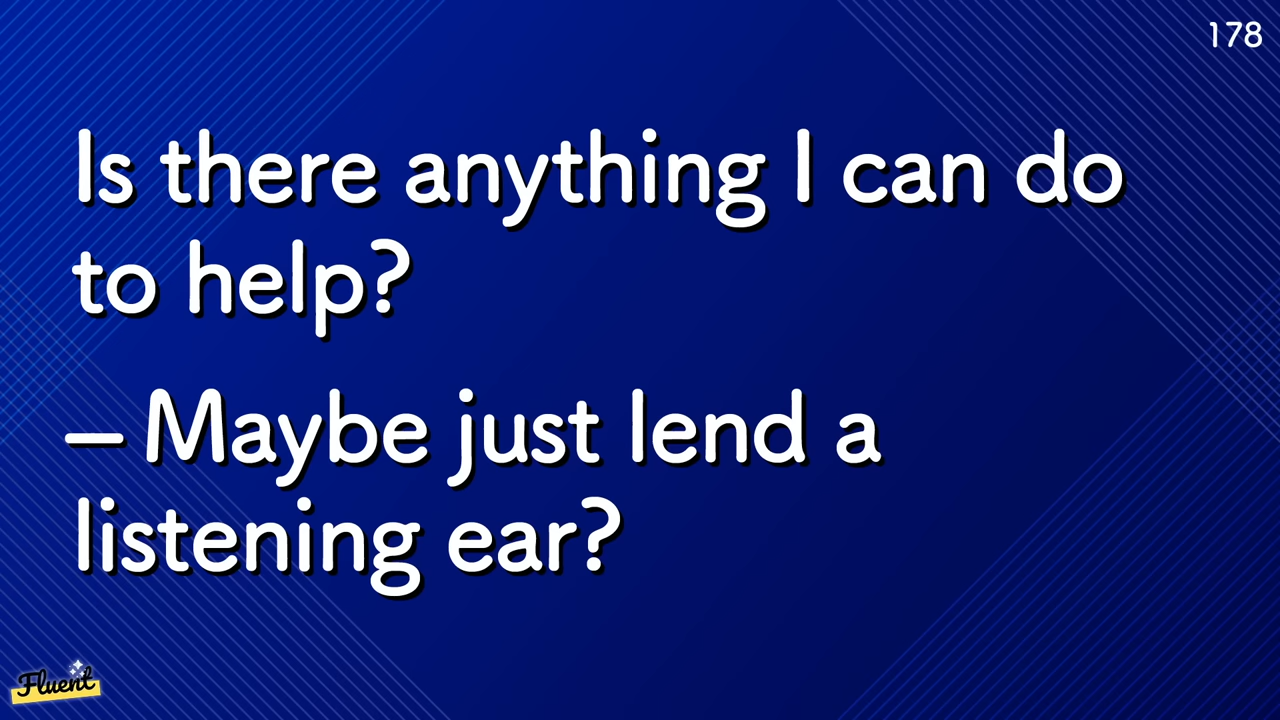 178
Is there anything I can do
to help?
– Maybe just lend a
listening ear?
Fluent